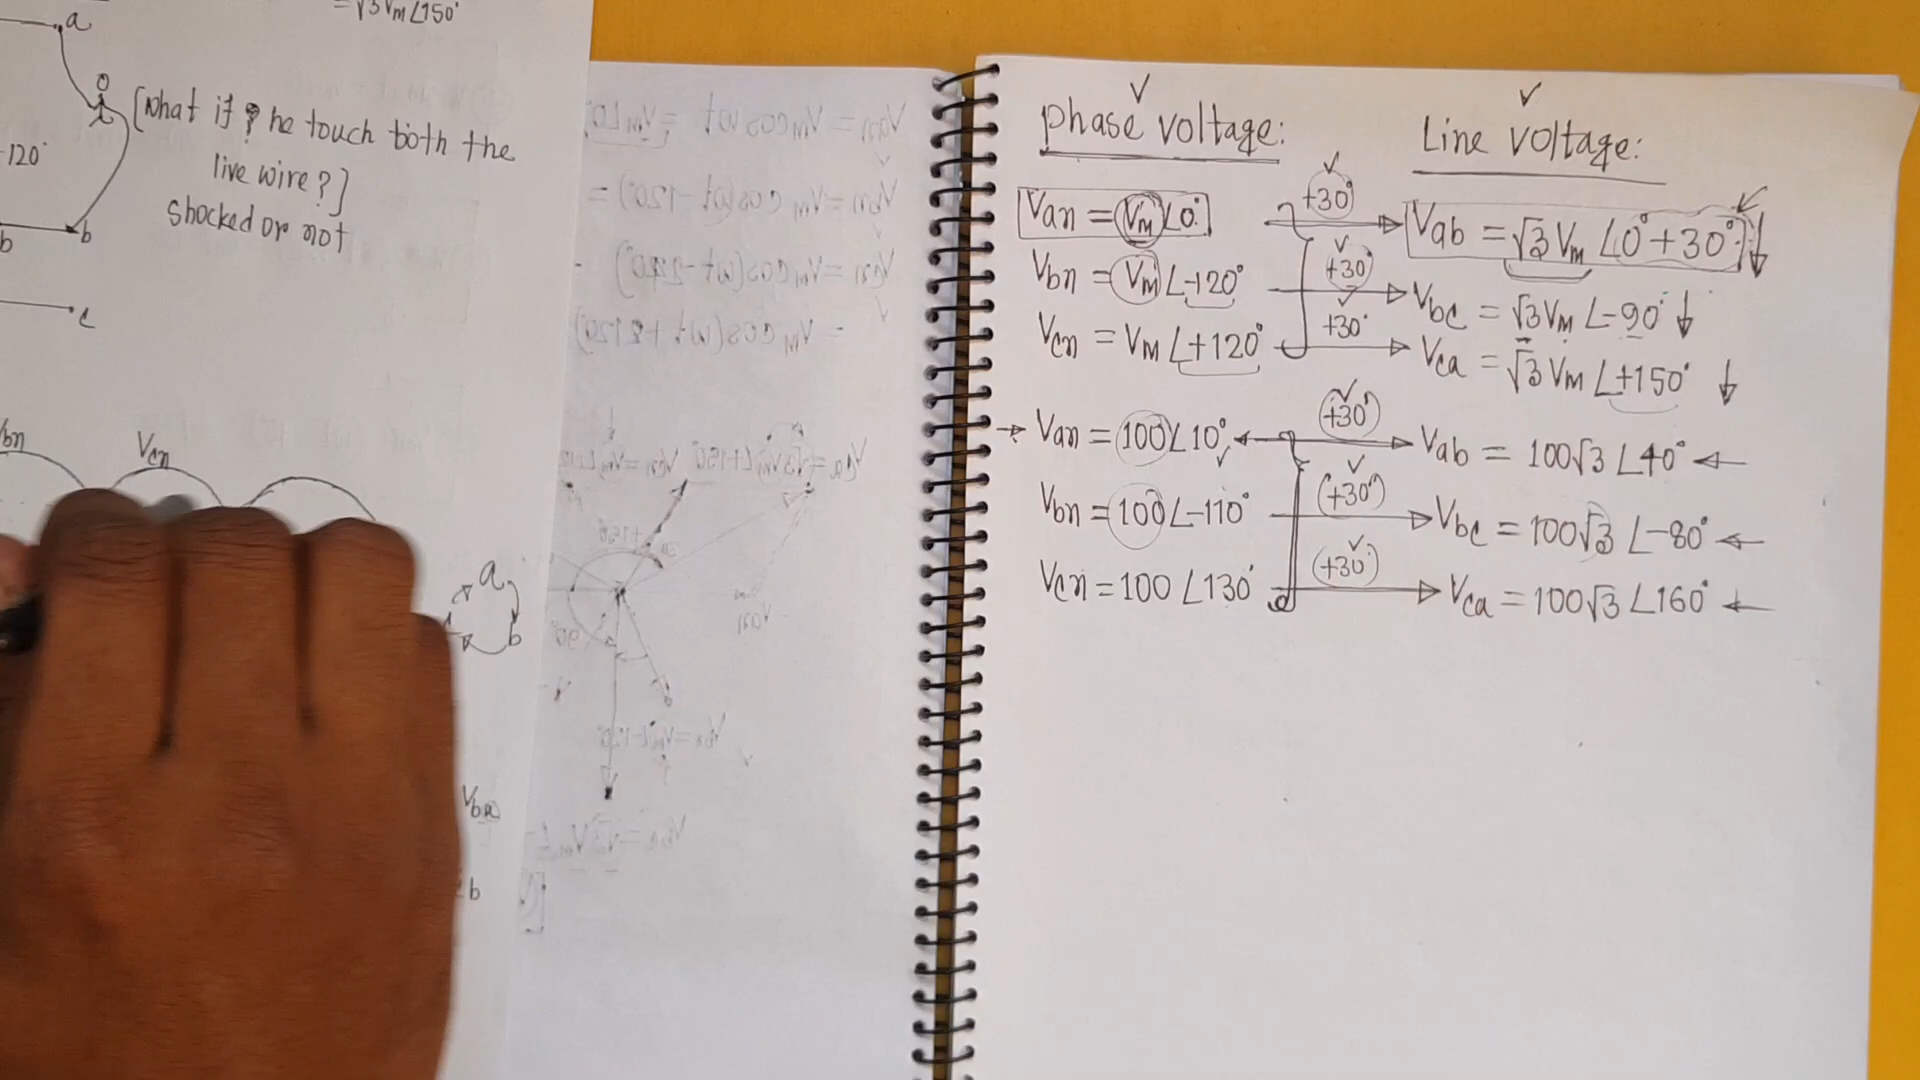 = √3 Vm ∠150°
a
[What if he touch both the
live wire?]
shocked or not
-120°
b
b
c
Vbn
Vcn
a
b
b
Phase voltage:
Line voltage:
Van = Vm ∠0°
+30°
Vab = √3 Vm ∠0°+30°
Vbn = Vm ∠-120°
+30°
Vbc = √3 Vm ∠-90°
Vcn = Vm ∠+120°
+30°
Vca = √3 Vm ∠+150°
Van = 100∠10°
(+30°)
Vab = 100√3 ∠40°
Vbn = 100∠-110°
(+30°)
Vbc = 100√3 ∠-80°
Vcn = 100 ∠130°
(+30°)
Vca = 100√3 ∠160°